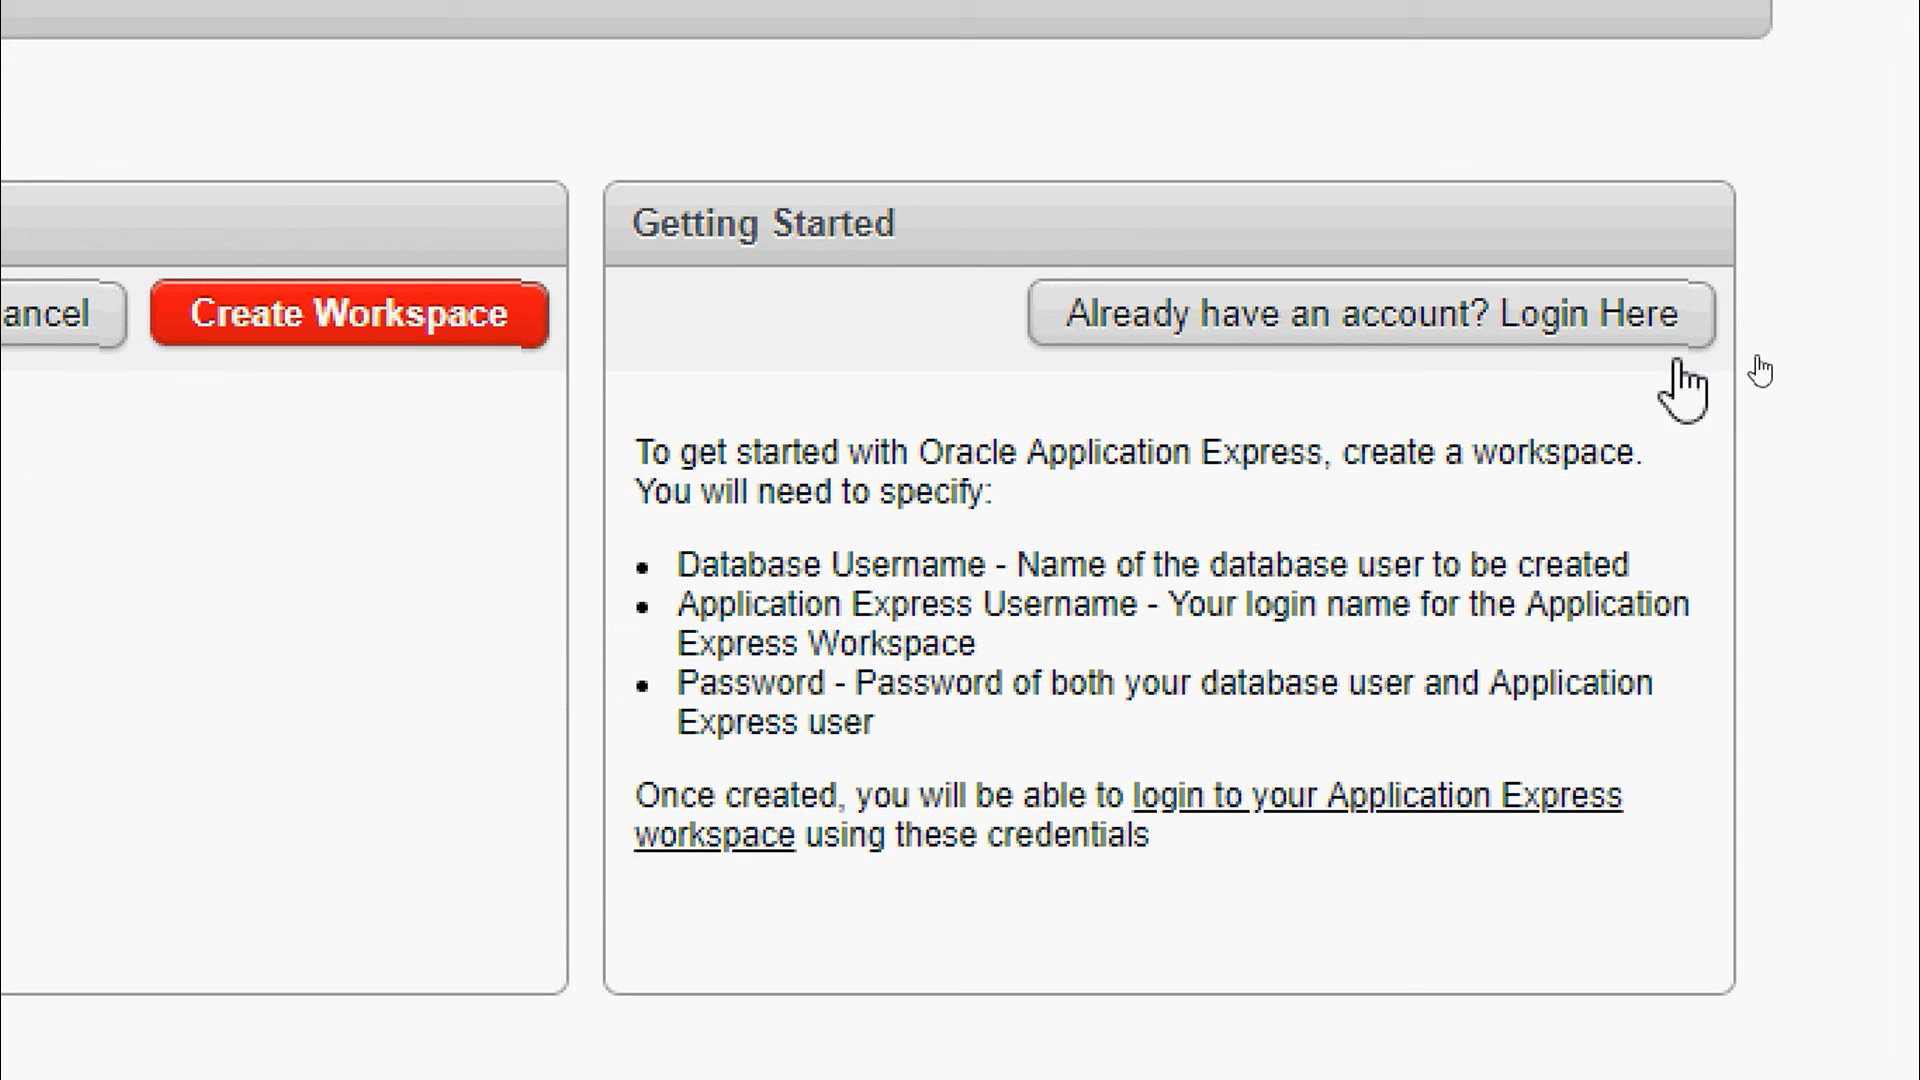 Getting Started
ancel
Create Workspace
Already have an account? Login Here
To get started with Oracle Application Express, create a workspace.
You will need to specify:
• Database Username - Name of the database user to be created
• Application Express Username - Your login name for the Application
Express Workspace
• Password - Password of both your database user and Application
Express user
Once created, you will be able to login to your Application Express
workspace using these credentials